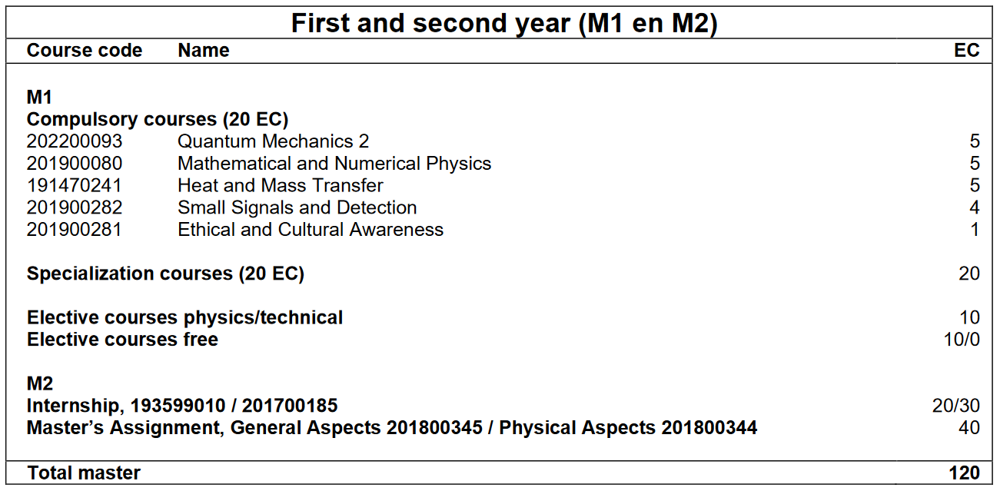 First and second year (M1 en M2)
Course code Name EC
M1
Compulsory courses (20 EC)
202200093 Quantum Mechanics 2 5
201900080 Mathematical and Numerical Physics 5
191470241 Heat and Mass Transfer 5
201900282 Small Signals and Detection 4
201900281 Ethical and Cultural Awareness 1
Specialization courses (20 EC) 20
Elective courses physics/technical 10
Elective courses free 10/0
M2
Internship, 193599010 / 201700185 20/30
Master’s Assignment, General Aspects 201800345 / Physical Aspects 201800344 40
Total master 120